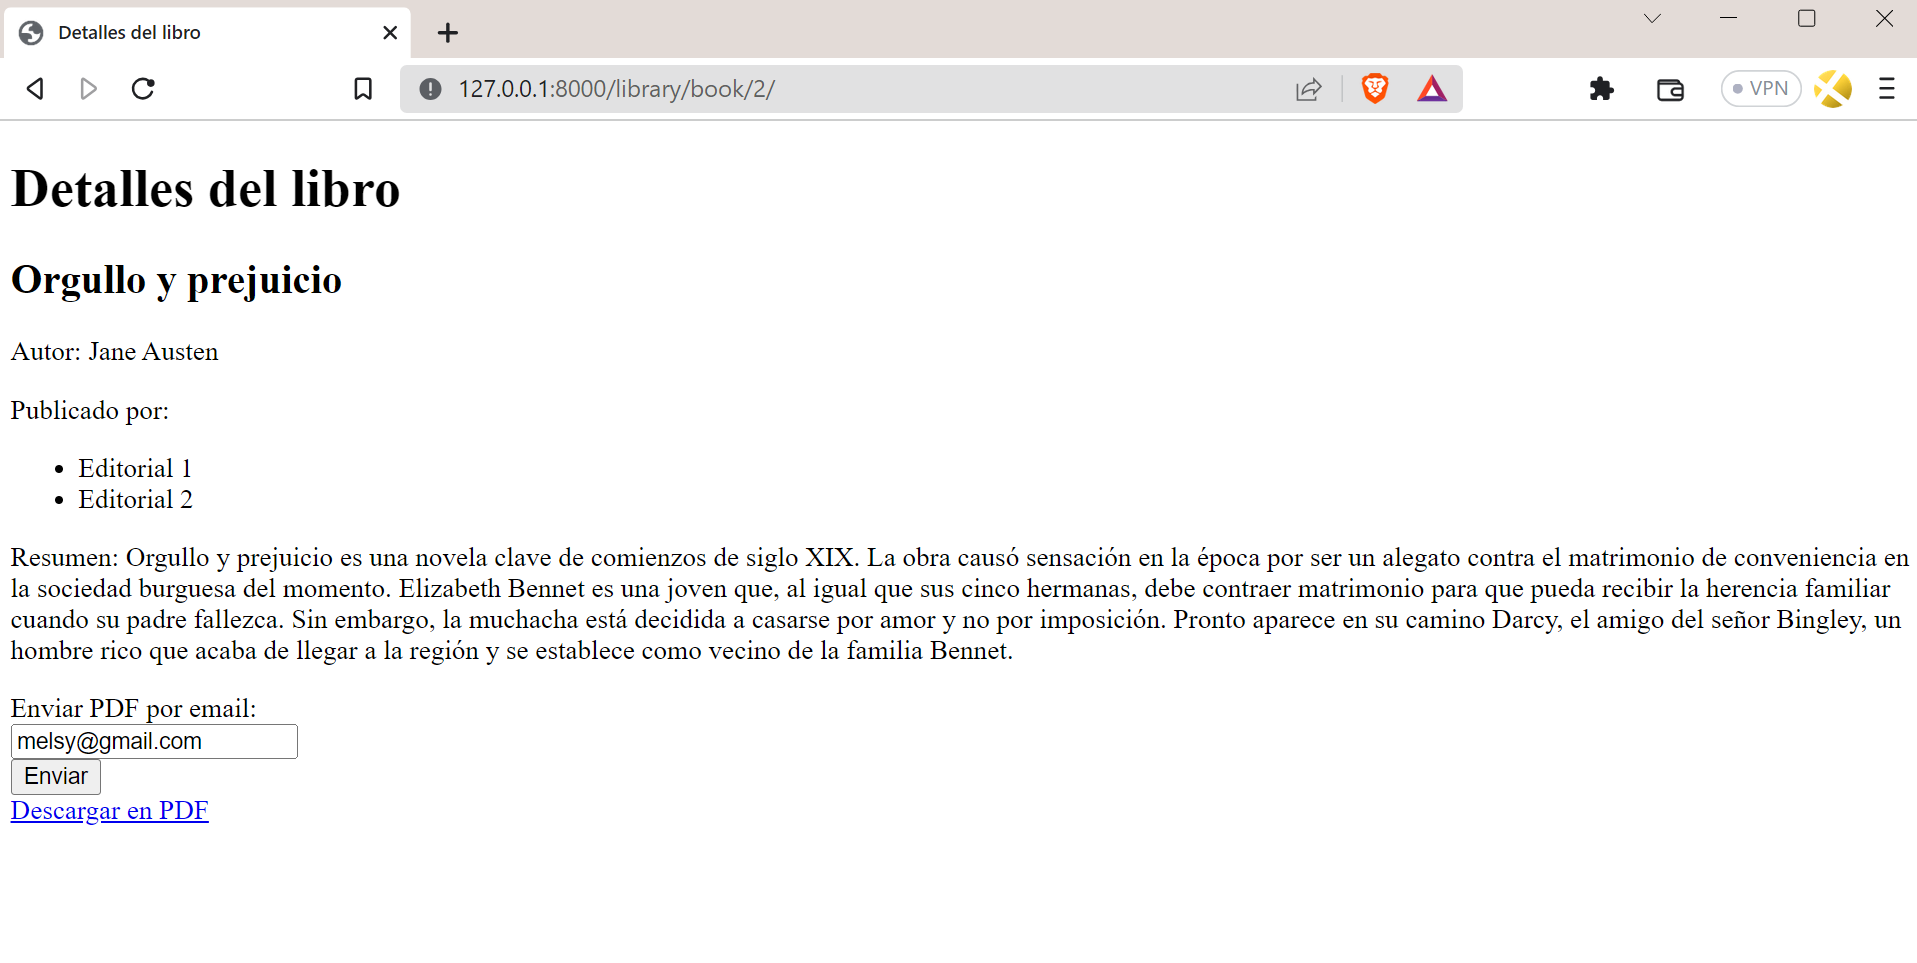 Detalles del libro
127.0.0.1:8000/library/book/2/
VPN
Detalles del libro
Orgullo y prejuicio
Autor: Jane Austen
Publicado por:
Editorial 1
Editorial 2
Resumen: Orgullo y prejuicio es una novela clave de comienzos de siglo XIX. La obra causó sensación en la época por ser un alegato contra el matrimonio de conveniencia en
la sociedad burguesa del momento. Elizabeth Bennet es una joven que, al igual que sus cinco hermanas, debe contraer matrimonio para que pueda recibir la herencia familiar
cuando su padre fallezca. Sin embargo, la muchacha está decidida a casarse por amor y no por imposición. Pronto aparece en su camino Darcy, el amigo del señor Bingley, un
hombre rico que acaba de llegar a la región y se establece como vecino de la familia Bennet.
Enviar PDF por email:
melsy@gmail.com
Enviar
Descargar en PDF